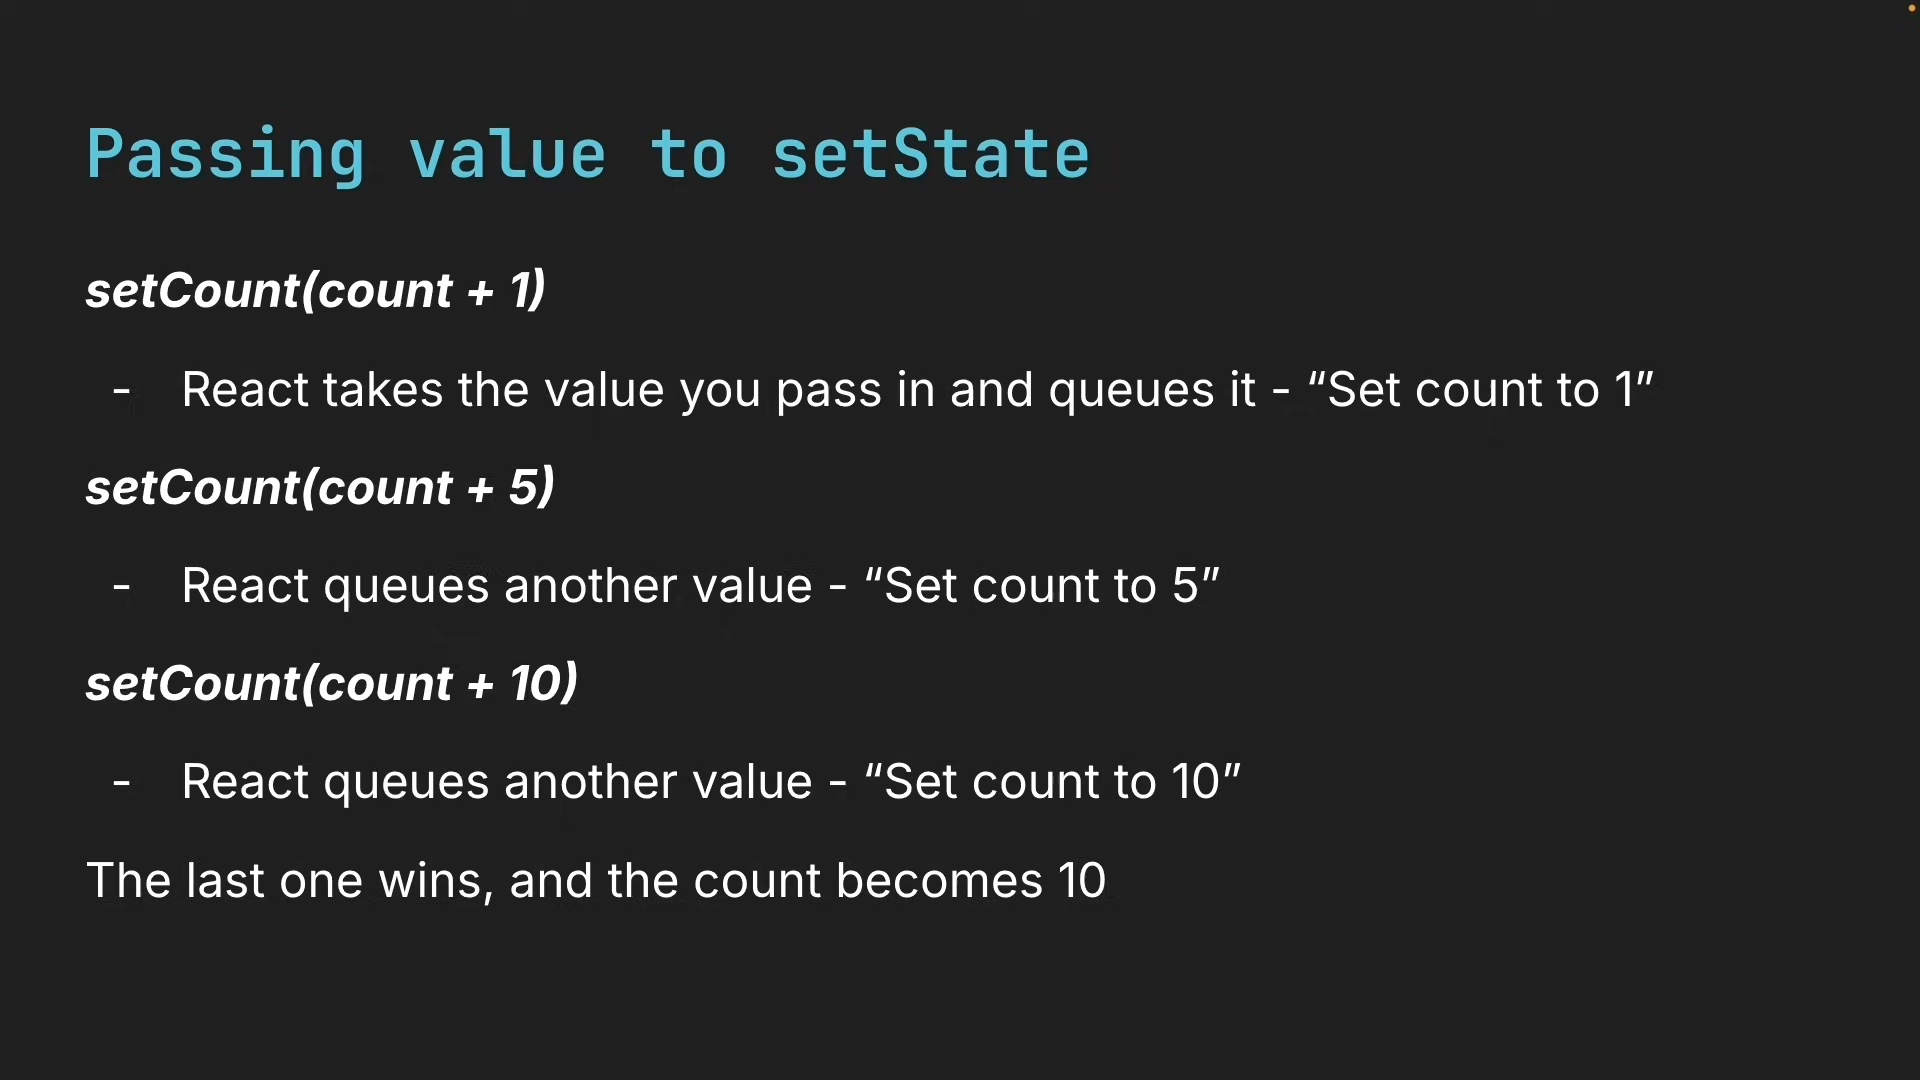 Passing value to setState
setCount(count + 1)
- React takes the value you pass in and queues it - “Set count to 1”
setCount(count + 5)
- React queues another value - “Set count to 5”
setCount(count + 10)
- React queues another value - “Set count to 10”
The last one wins, and the count becomes 10